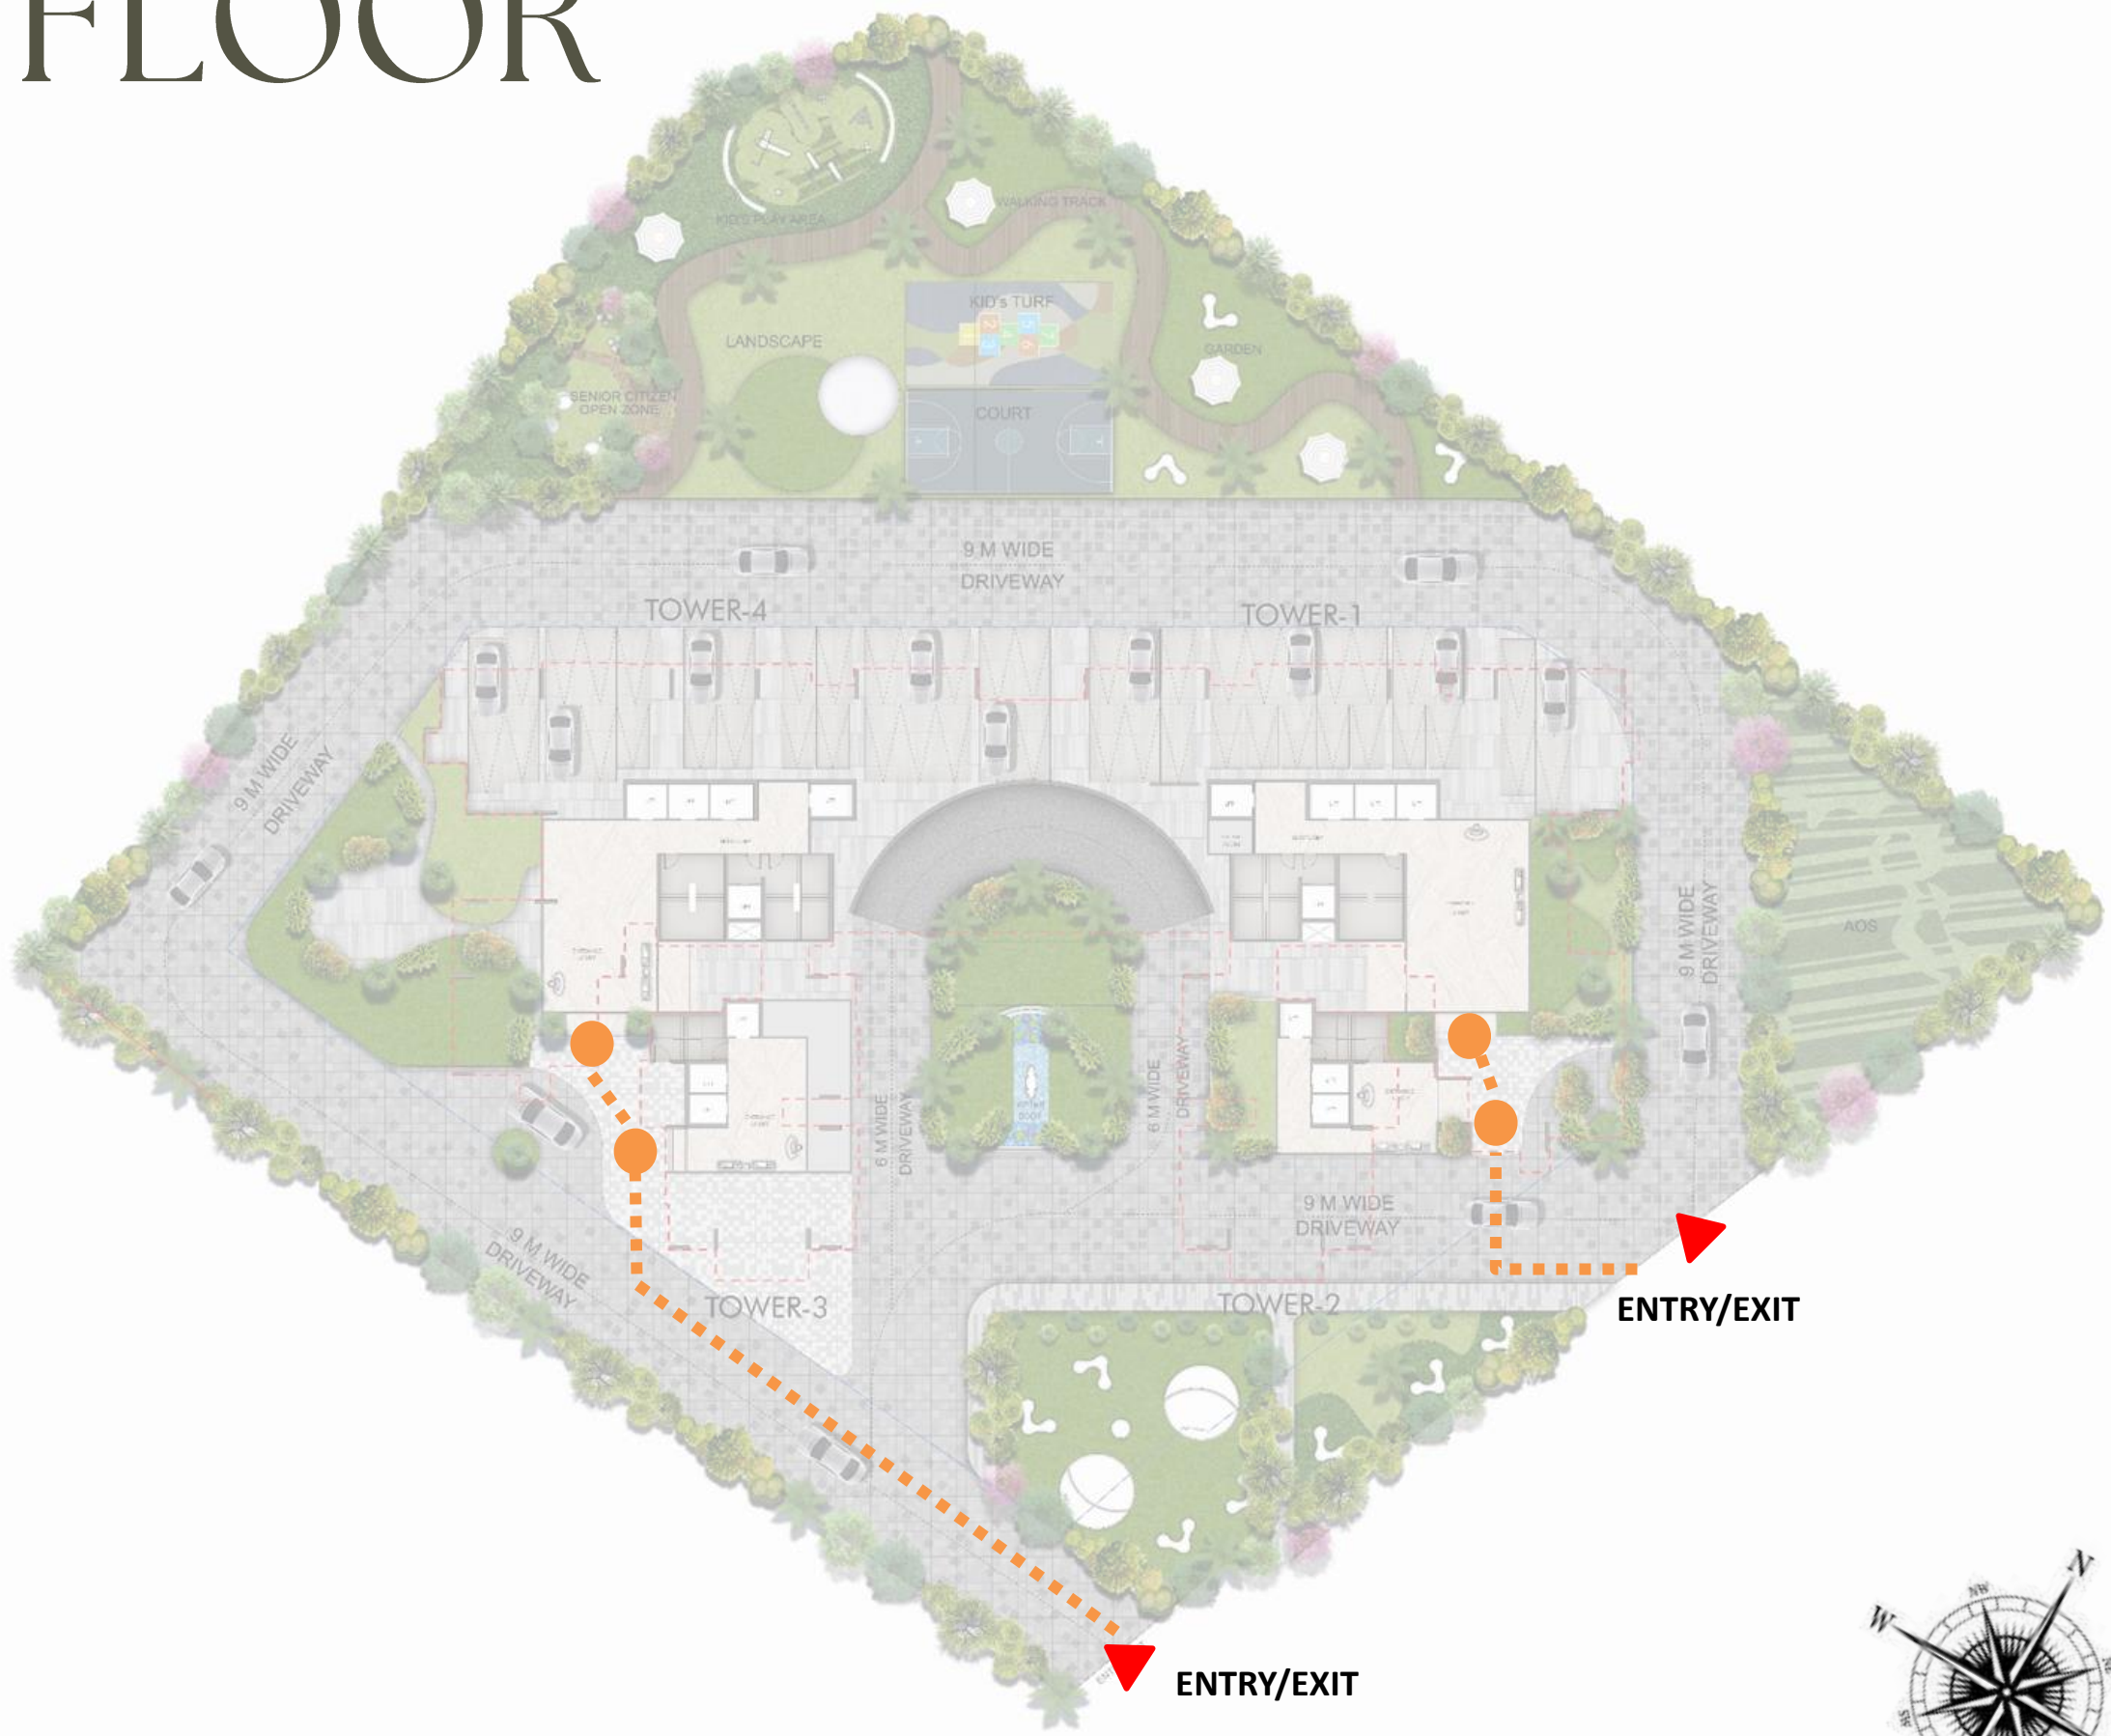 FLOOR
KID'S PLAY AREA
WALKING TRACK
KID's TURF
LANDSCAPE
GARDEN
SENIOR CITIZEN
OPEN ZONE
COURT
9 M WIDE
DRIVEWAY
TOWER-4
TOWER-1
9 M WIDE
DRIVEWAY
9 M WIDE
DRIVEWAY
AOS
6 M WIDE
DRIVEWAY
6 M WIDE
DRIVEWAY
9 M WIDE
DRIVEWAY
9 M WIDE
DRIVEWAY
TOWER-3
TOWER-2
ENTRY/EXIT
ENTRY/EXIT
N
NW
W